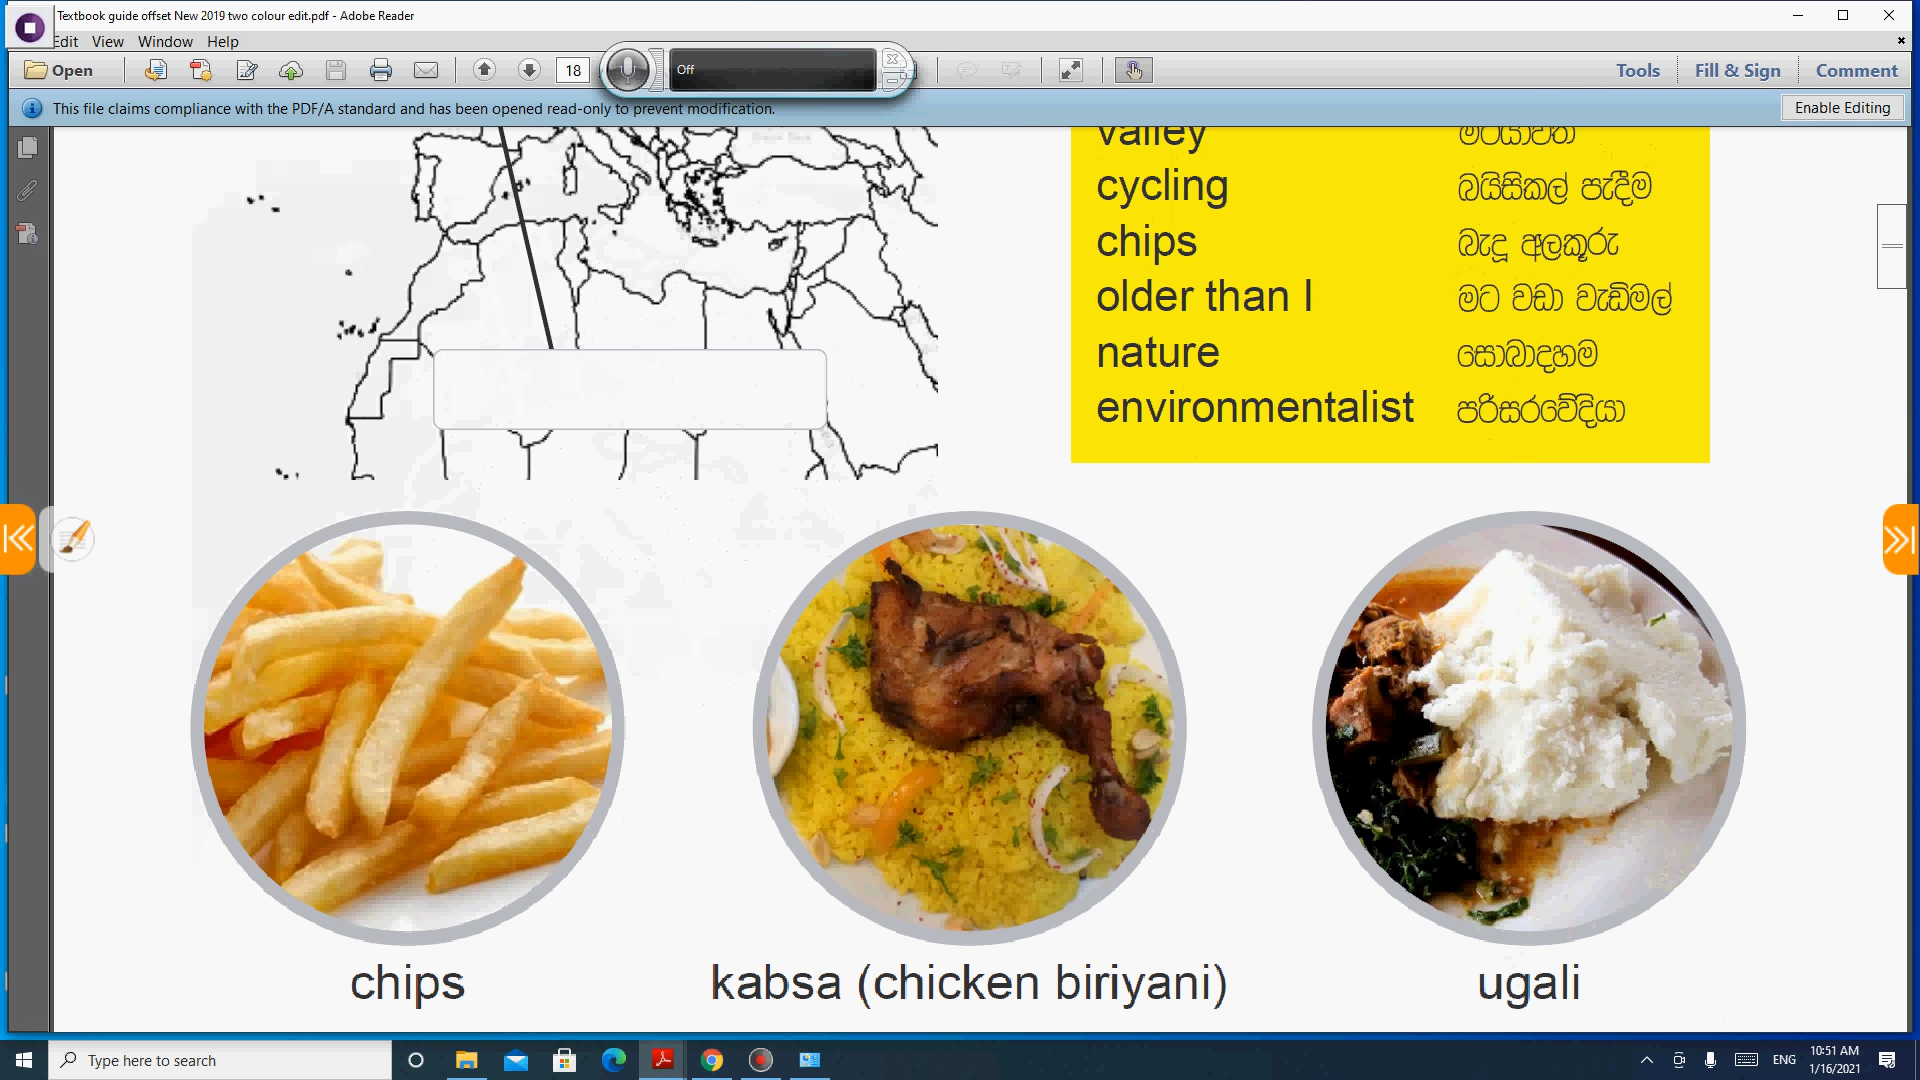 Textbook guide offset New 2019 two colour edit.pdf - Adobe Reader
Edit View Window Help
Open 18 Off Tools Fill & Sign Comment
This file claims compliance with the PDF/A standard and has been opened read-only to prevent modification. Enable Editing
valley මිටියාවත
cycling බයිසිකල් පැදීම
chips බැදූ අලකූරු
older than I මට වඩා වැඩිමල්
nature සොබාදහම
environmentalist පරිසරවේදියා
chips
kabsa (chicken biriyani)
ugali
Type here to search
ENG
10:51 AM
1/16/2021